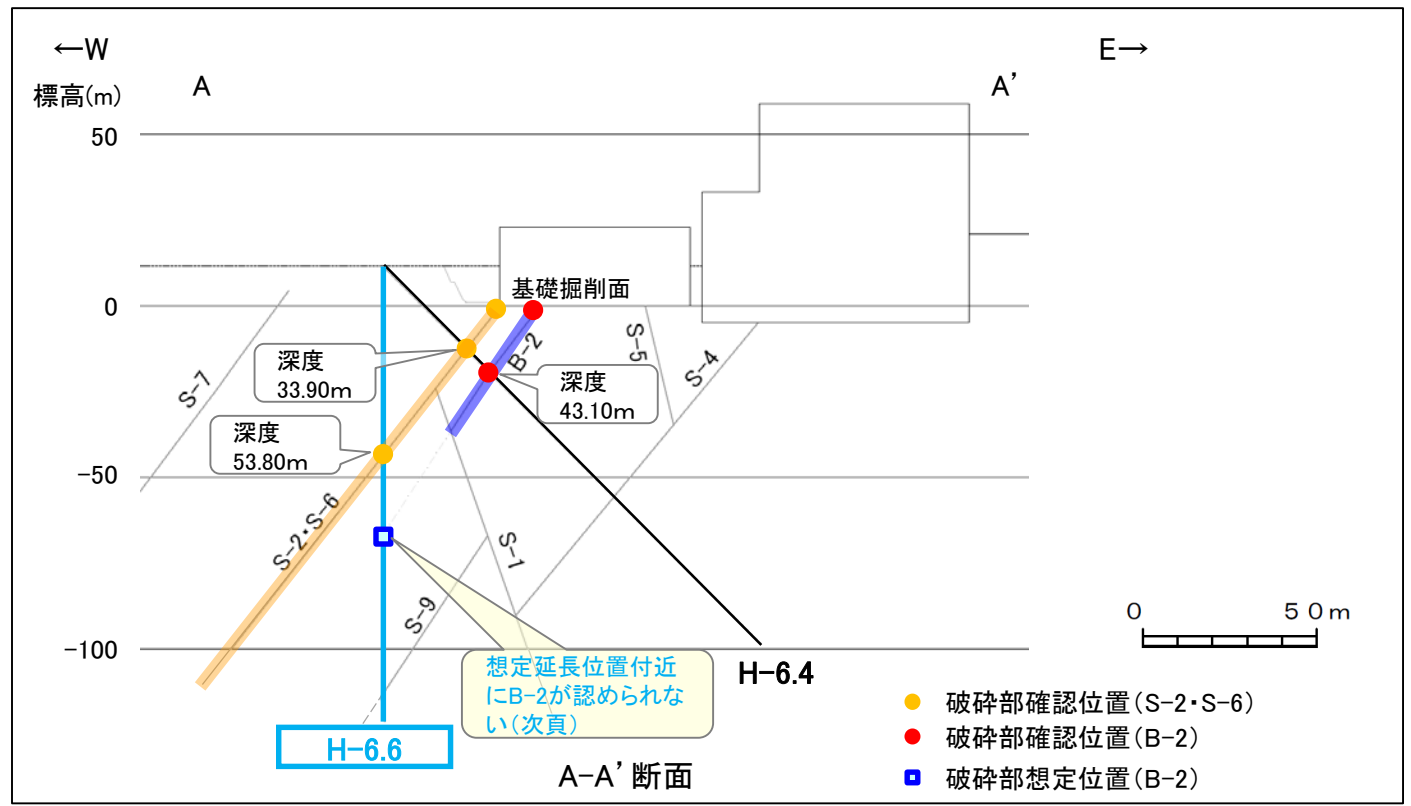 ←W
E→
標高(m)
A
A’
50
0
-50
-100
基礎掘削面
B-2
S-5
S-4
S-7
深度
33.90m
深度
43.10m
深度
53.80m
S-2・S-6
S-1
S-9
0
50m
想定延長位置付近
にB-2が認められな
い(次頁)
H-6.4
H-6.6
A-A’断面
破砕部確認位置(S-2・S-6)
破砕部確認位置(B-2)
破砕部想定位置(B-2)